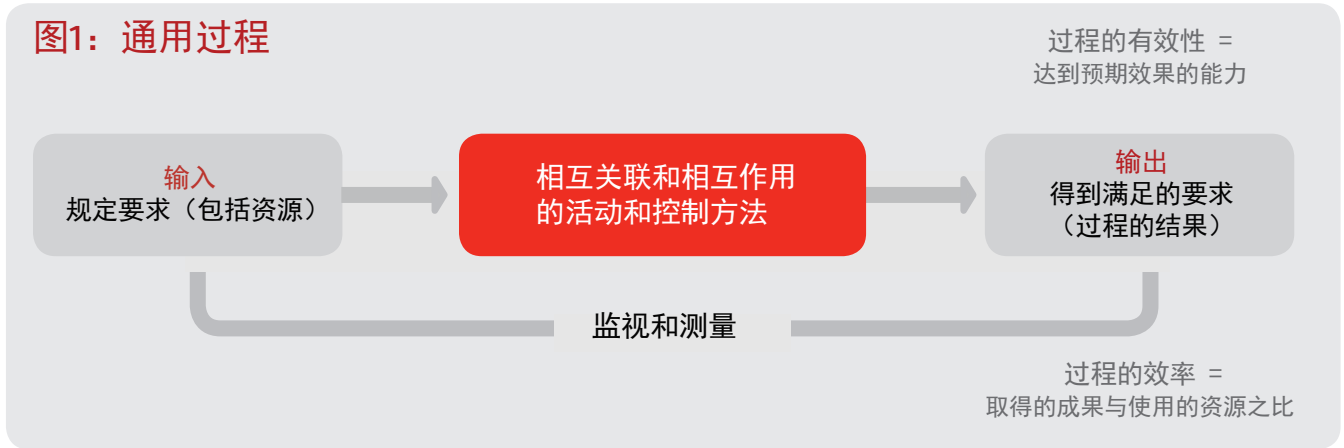 图1：通用过程
过程的有效性 =
达到预期效果的能力
输入
规定要求（包括资源）
相互关联和相互作用
的活动和控制方法
输出
得到满足的要求
（过程的结果）
监视和测量
过程的效率 =
取得的成果与使用的资源之比